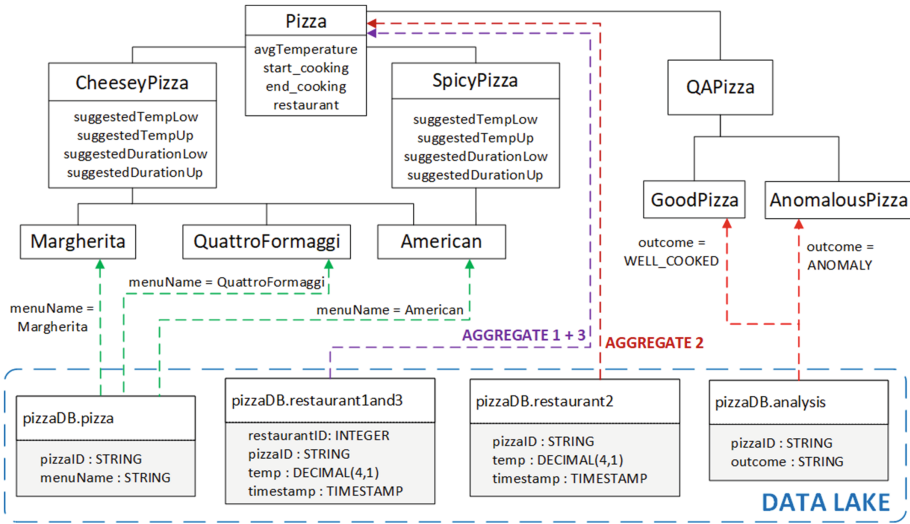 Pizza
avgTemperature
start_cooking
end_cooking
restaurant
CheeseyPizza
suggestedTempLow
suggestedTempUp
suggestedDurationLow
suggestedDurationUp
SpicyPizza
suggestedTempLow
suggestedTempUp
suggestedDurationLow
suggestedDurationUp
QAPizza
GoodPizza
AnomalousPizza
Margherita
QuattroFormaggi
American
outcome =
WELL_COOKED
outcome =
ANOMALY
menuName =
Margherita
menuName = QuattroFormaggi
menuName = American
AGGREGATE 1 + 3
AGGREGATE 2
pizzaDB.pizza
pizzaID : STRING
menuName : STRING
pizzaDB.restaurant1and3
restaurantID: INTEGER
pizzaID : STRING
temp : DECIMAL(4,1)
timestamp : TIMESTAMP
pizzaDB.restaurant2
pizzaID : STRING
temp : DECIMAL(4,1)
timestamp : TIMESTAMP
pizzaDB.analysis
pizzaID : STRING
outcome : STRING
DATA LAKE